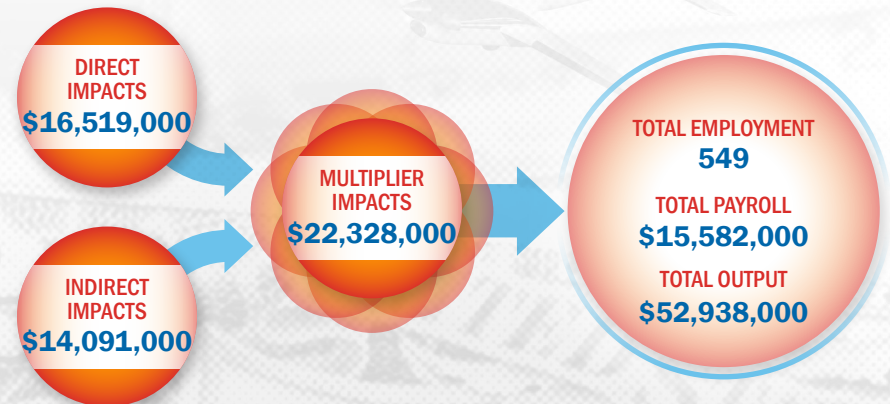 DIRECT
IMPACTS
$16,519,000
INDIRECT
IMPACTS
$14,091,000
MULTIPLIER
IMPACTS
$22,328,000
TOTAL EMPLOYMENT
549
TOTAL PAYROLL
$15,582,000
TOTAL OUTPUT
$52,938,000